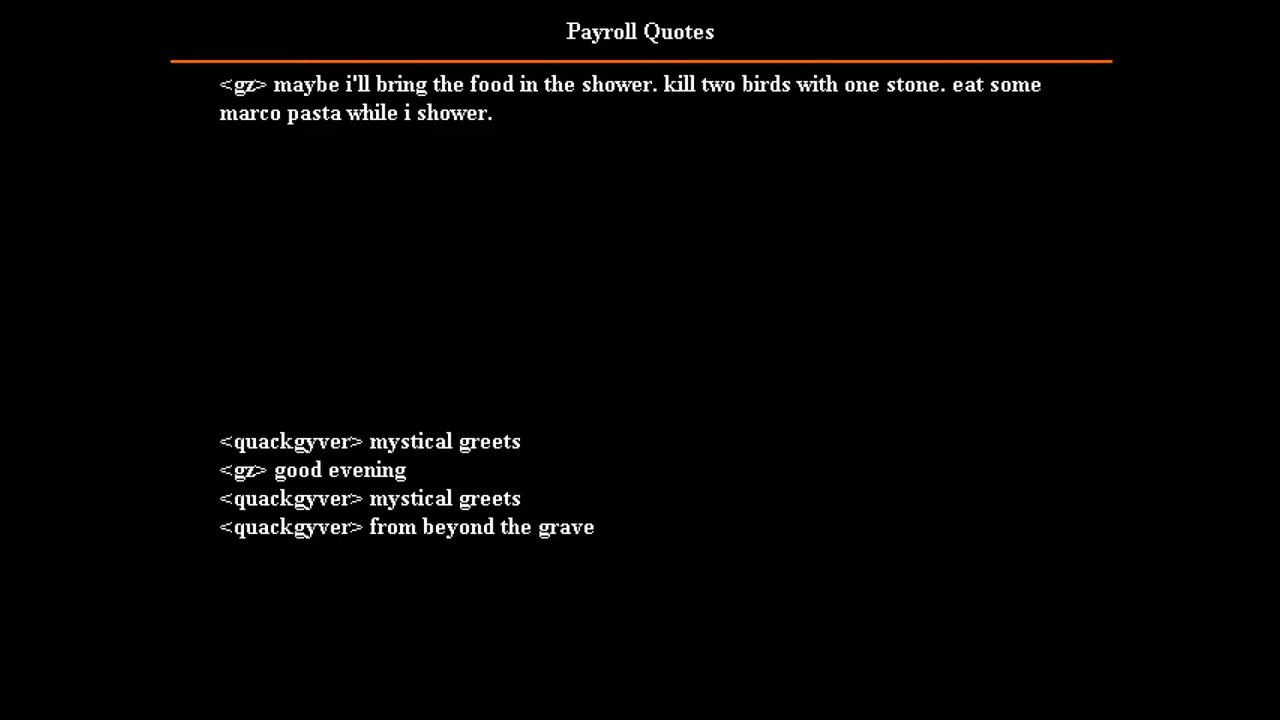 Payroll Quotes
<gz> maybe i'll bring the food in the shower. kill two birds with one stone. eat some
marco pasta while i shower.
<quackgyver> mystical greets
<gz> good evening
<quackgyver> mystical greets
<quackgyver> from beyond the grave